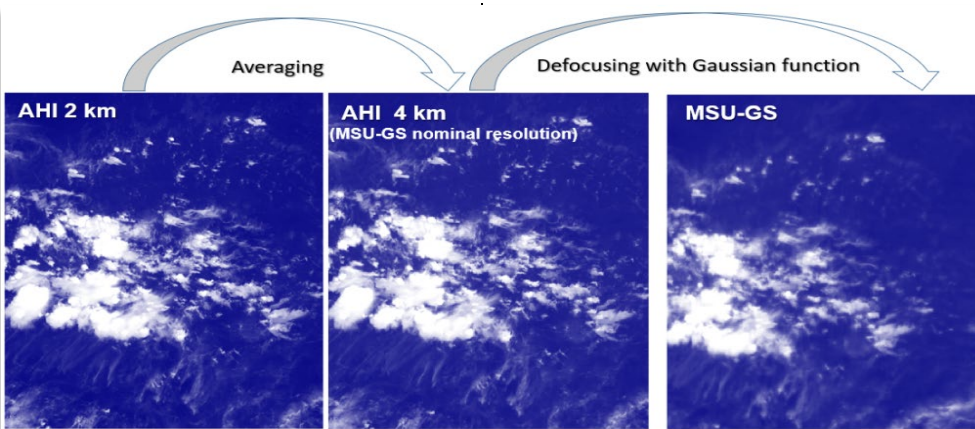 Averaging
Defocusing with Gaussian function
AHI 2 km
AHI 4 km
(MSU-GS nominal resolution)
MSU-GS